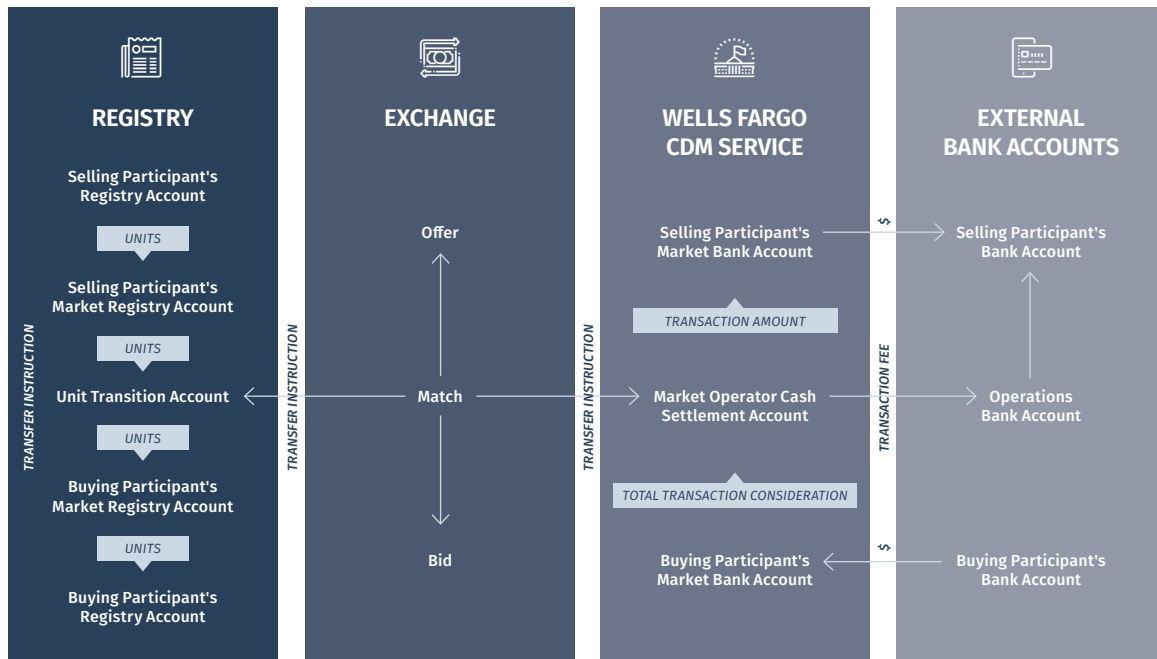 REGISTRY
Selling Participant's
Registry Account
UNITS
Selling Participant's
Market Registry Account
UNITS
Unit Transition Account
UNITS
Buying Participant's
Market Registry Account
UNITS
Buying Participant's
Registry Account
TRANSFER INSTRUCTION
TRANSFER INSTRUCTION
EXCHANGE
Offer
Match
Bid
TRANSFER INSTRUCTION
WELLS FARGO
CDM SERVICE
Selling Participant's
Market Bank Account
TRANSACTION AMOUNT
Market Operator Cash
Settlement Account
TOTAL TRANSACTION CONSIDERATION
Buying Participant's
Market Bank Account
$
TRANSACTION FEE
$
EXTERNAL
BANK ACCOUNTS
Selling Participant's
Bank Account
Operations
Bank Account
Buying Participant's
Bank Account